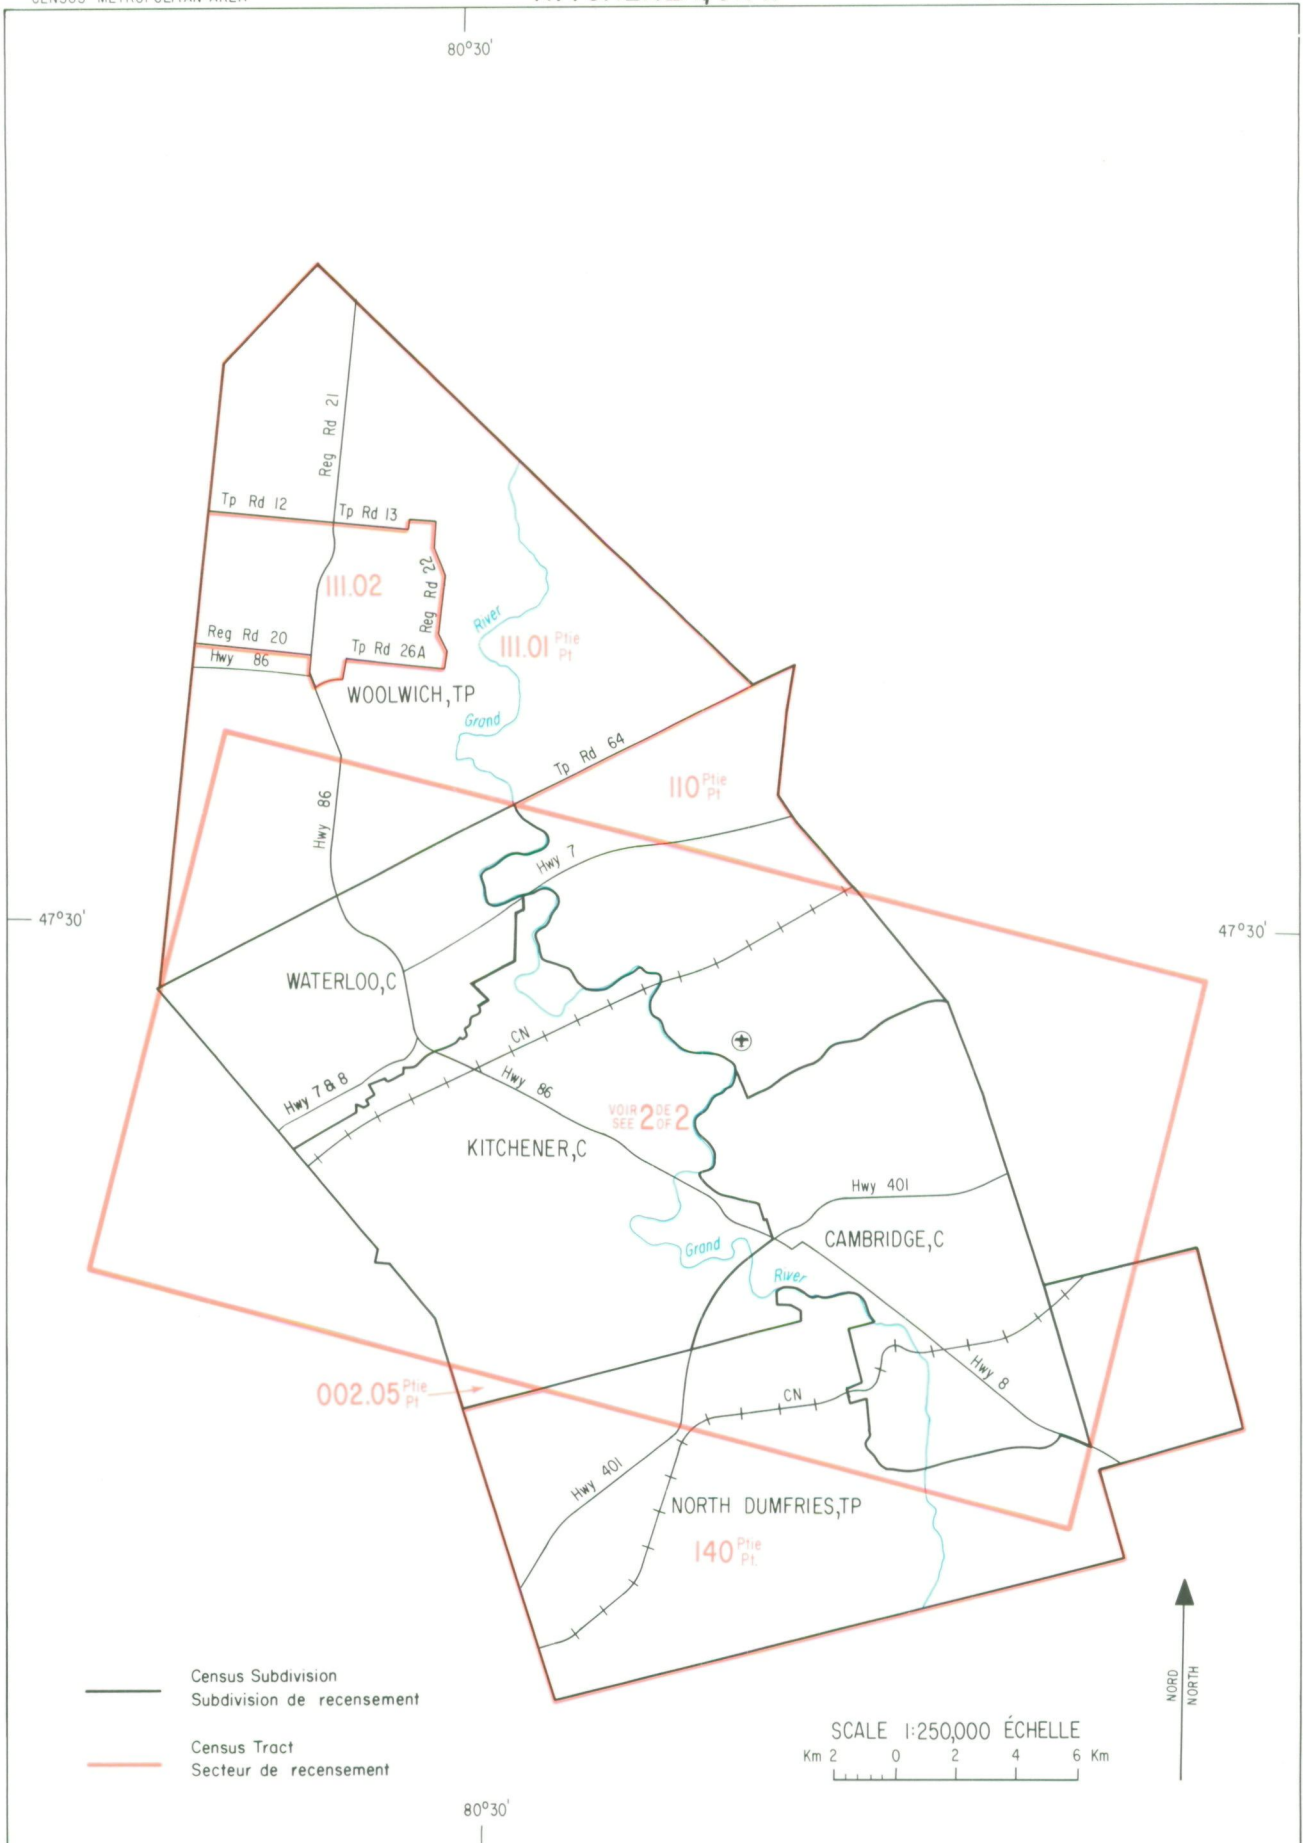 CENSUS METROPOLITAN AREA
80°30'
Reg Rd 21
Tp Rd 12
Tp Rd 13
111.02
Reg Rd 22
River
111.01 Ptie
Pt.
Reg Rd 20
Hwy 86
Tp Rd 26A
WOOLWICH,TP
Grand
Tp Rd 64
110 Ptie
Pt.
Hwy 86
Hwy 7
47°30'
47°30'
WATERLOO,C
CN
Hwy 7 & 8
Hwy 86
VOIR 2 DE 2
SEE OF
KITCHENER,C
Hwy 401
CAMBRIDGE,C
Grand
River
Hwy 8
002.05 Ptie
Pt.
CN
Hwy 401
NORTH DUMFRIES,TP
140 Ptie
Pt.
Census Subdivision
Subdivision de recensement
Census Tract
Secteur de recensement
NORD
NORTH
SCALE 1:250,000 ÉCHELLE
Km 2 0 2 4 6 Km
80°30'